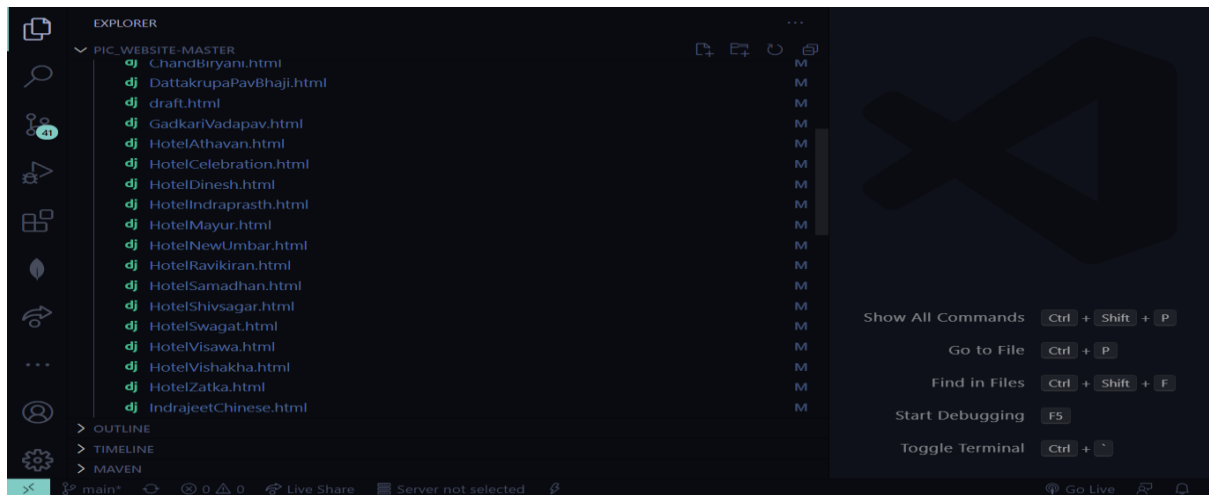 EXPLORER
PIC_WEBSITE-MASTER
dj ChandBiryani.html M
dj DattakrupaPavBhaji.html M
dj draft.html M
dj GadkariVadapav.html M
dj HotelAthavan.html M
dj HotelCelebration.html M
dj HotelDinesh.html M
dj HotelIndraprasth.html M
dj HotelMayur.html M
dj HotelNewUmbar.html M
dj HotelRavikiran.html M
dj HotelSamadhan.html M
dj HotelShivsagar.html M
dj HotelSwagat.html M
dj HotelVisawa.html M
dj HotelVishakha.html M
dj HotelZatka.html M
dj IndrajeetChinese.html M
OUTLINE
TIMELINE
MAVEN
41
Show All Commands Ctrl + Shift + P
Go to File Ctrl + P
Find in Files Ctrl + Shift + F
Start Debugging F5
Toggle Terminal Ctrl + `
main* 0 0 Live Share Server not selected Go Live